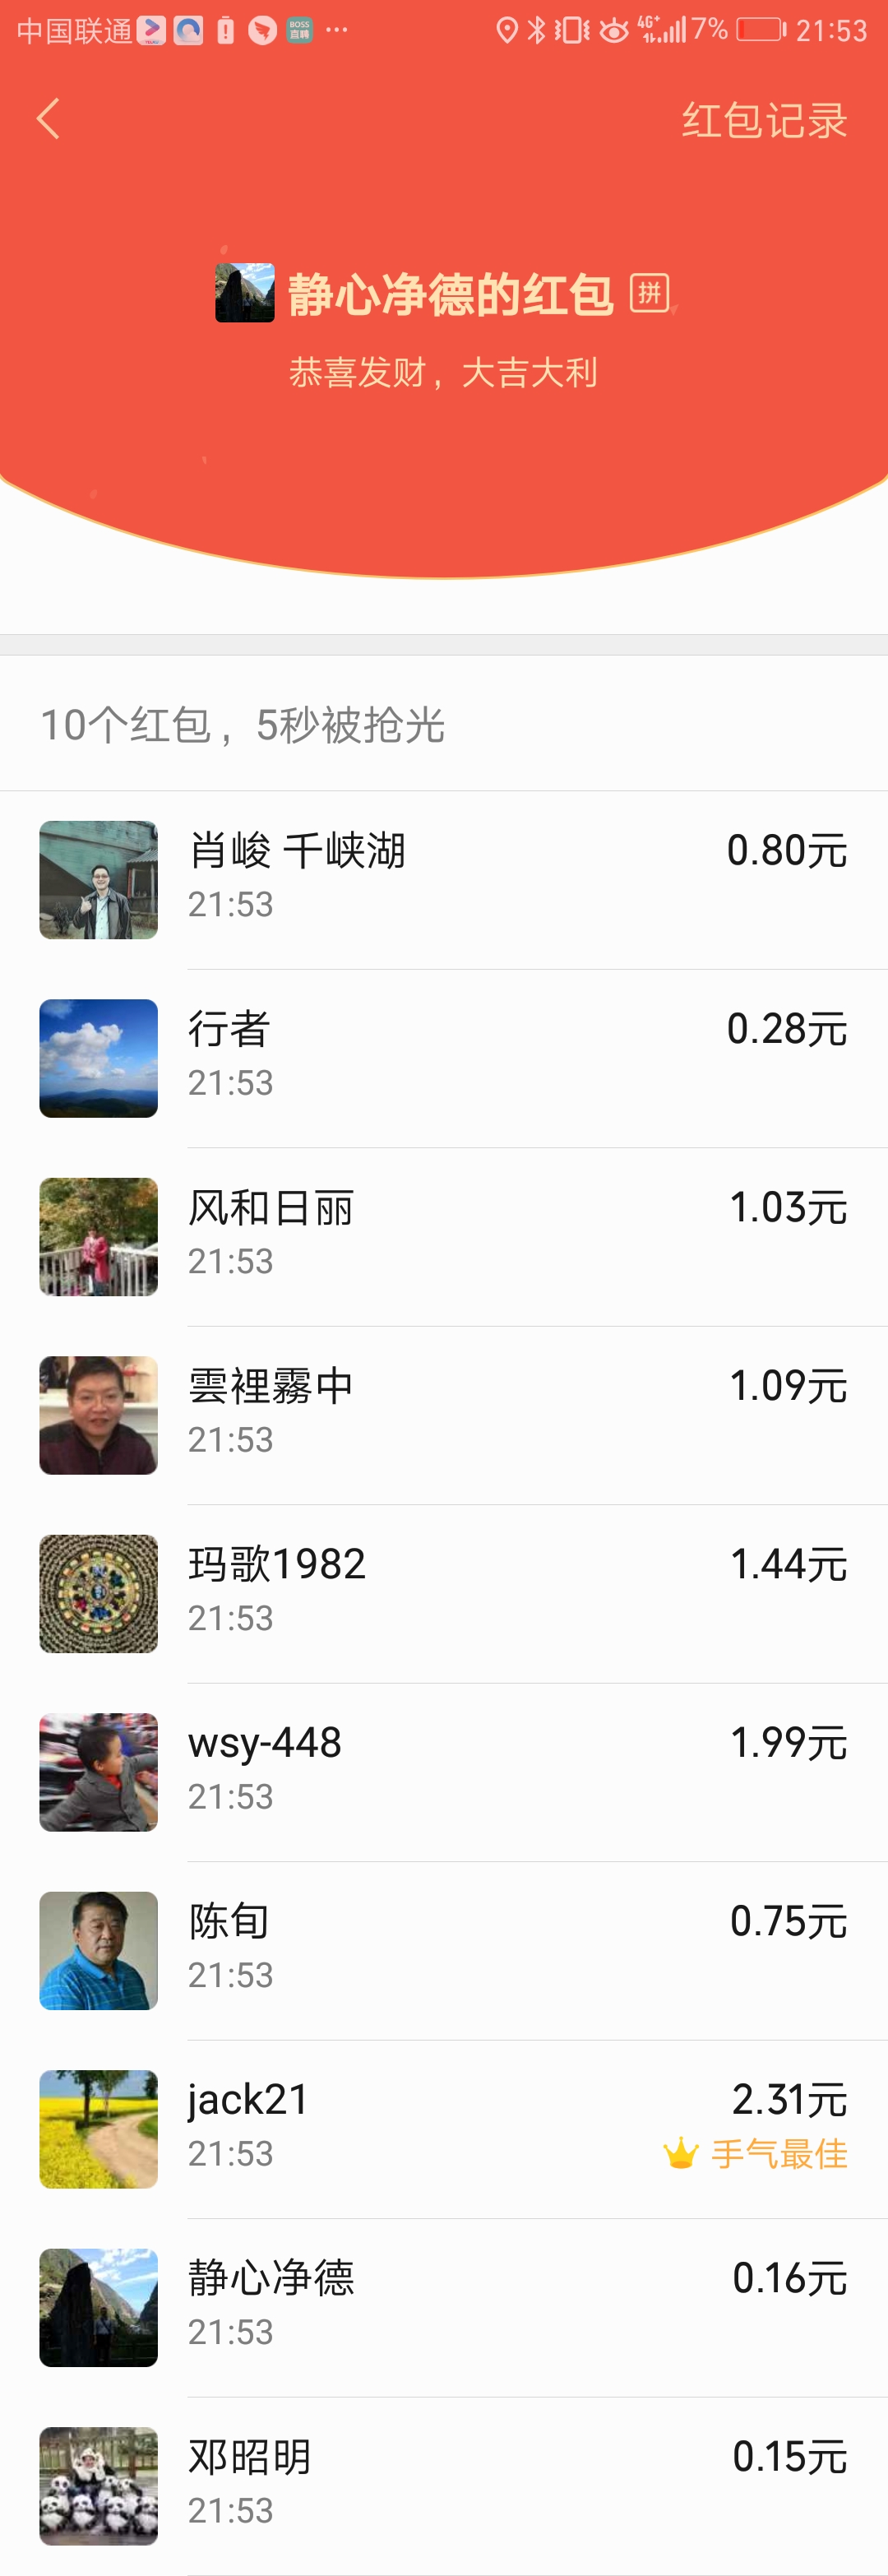 中国联通 BOSS直聘 ··· 4G+ 7% 21:53
红包记录
静心净德的红包 拼
恭喜发财，大吉大利
10个红包，5秒被抢光
肖峻 千峡湖 0.80元
21:53
行者 0.28元
21:53
风和日丽 1.03元
21:53
雲裡霧中 1.09元
21:53
玛歌1982 1.44元
21:53
wsy-448 1.99元
21:53
陈旬 0.75元
21:53
jack21 2.31元
21:53 手气最佳
静心净德 0.16元
21:53
邓昭明 0.15元
21:53